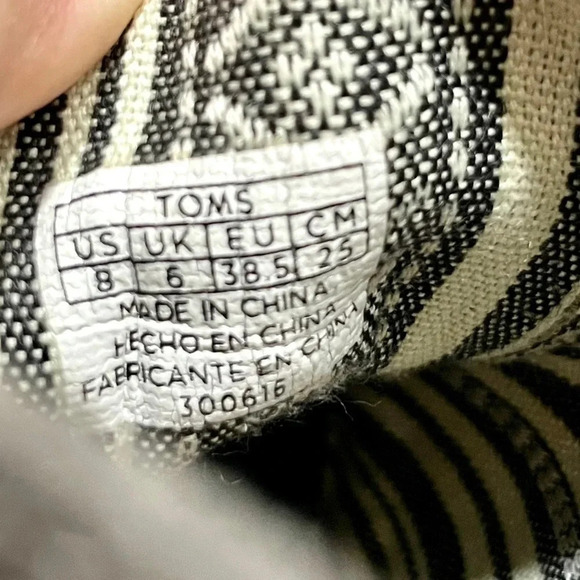 TOMS
US UK EU CM
8 6 38.5 25
MADE IN CHINA
HECHO EN CHINA
FABRICANTE EN CHINA
300616